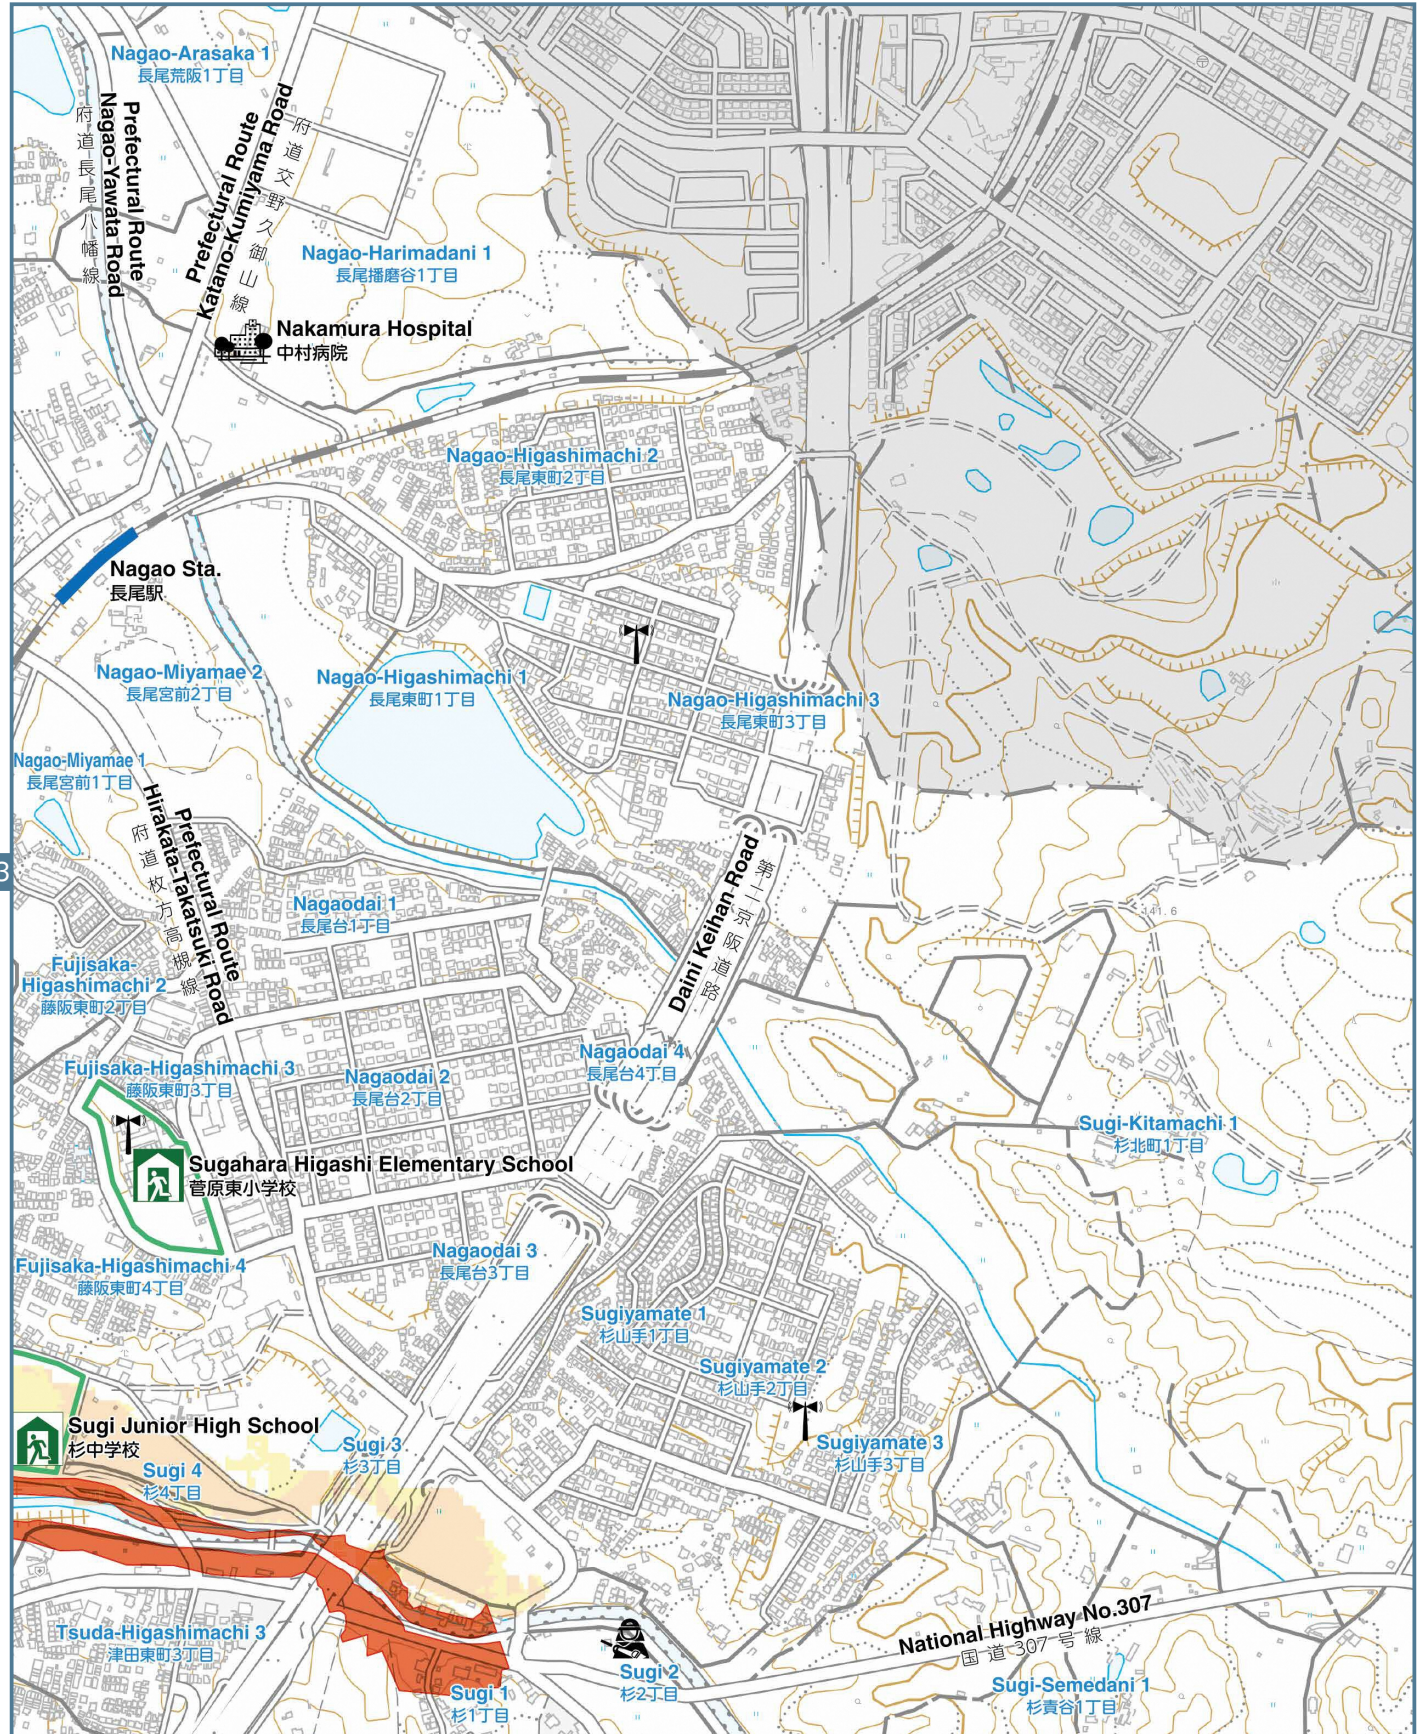 Nagao-Arasaka 1
長尾荒阪1丁目
Prefectural Route
Nagao-Yawata Road
府道長尾八幡線
Prefectural Route
Katano-Kumiyama Road
府道交野久御山線
Nagao-Harimadani 1
長尾播磨谷1丁目
Nakamura Hospital
中村病院
Nagao-Higashimachi 2
長尾東町2丁目
Nagao Sta.
長尾駅
Nagao-Miyamae 2
長尾宮前2丁目
Nagao-Higashimachi 1
長尾東町1丁目
Nagao-Higashimachi 3
長尾東町3丁目
Nagao-Miyamae 1
長尾宮前1丁目
Prefectural Route
Hirakata-Takatsuki Road
府道枚方高槻線
3
Daini Keihan Road
第二京阪道路
Nagaodai 1
長尾台1丁目
141.6
Fujisaka-
Higashimachi 2
藤阪東町2丁目
Nagaodai 4
長尾台4丁目
Fujisaka-Higashimachi 3
藤阪東町3丁目
Nagaodai 2
長尾台2丁目
Sugi-Kitamachi 1
杉北町1丁目
Sugahara Higashi Elementary School
菅原東小学校
Nagaodai 3
長尾台3丁目
Fujisaka-Higashimachi 4
藤阪東町4丁目
Sugiyamate 1
杉山手1丁目
Sugiyamate 2
杉山手2丁目
Sugi Junior High School
杉中学校
Sugi 3
杉3丁目
Sugiyamate 3
杉山手3丁目
Sugi 4
杉4丁目
National Highway No.307
国道307号線
Tsuda-Higashimachi 3
津田東町3丁目
Sugi 2
杉2丁目
Sugi 1
杉1丁目
Sugi-Semedani 1
杉責谷1丁目